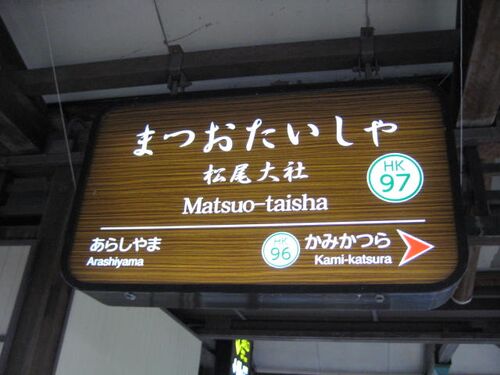 まつおたいしゃ
松尾大社
HK
97
Matsuo-taisha
あらしやま
Arashiyama
HK
96
かみかつら
Kami-katsura